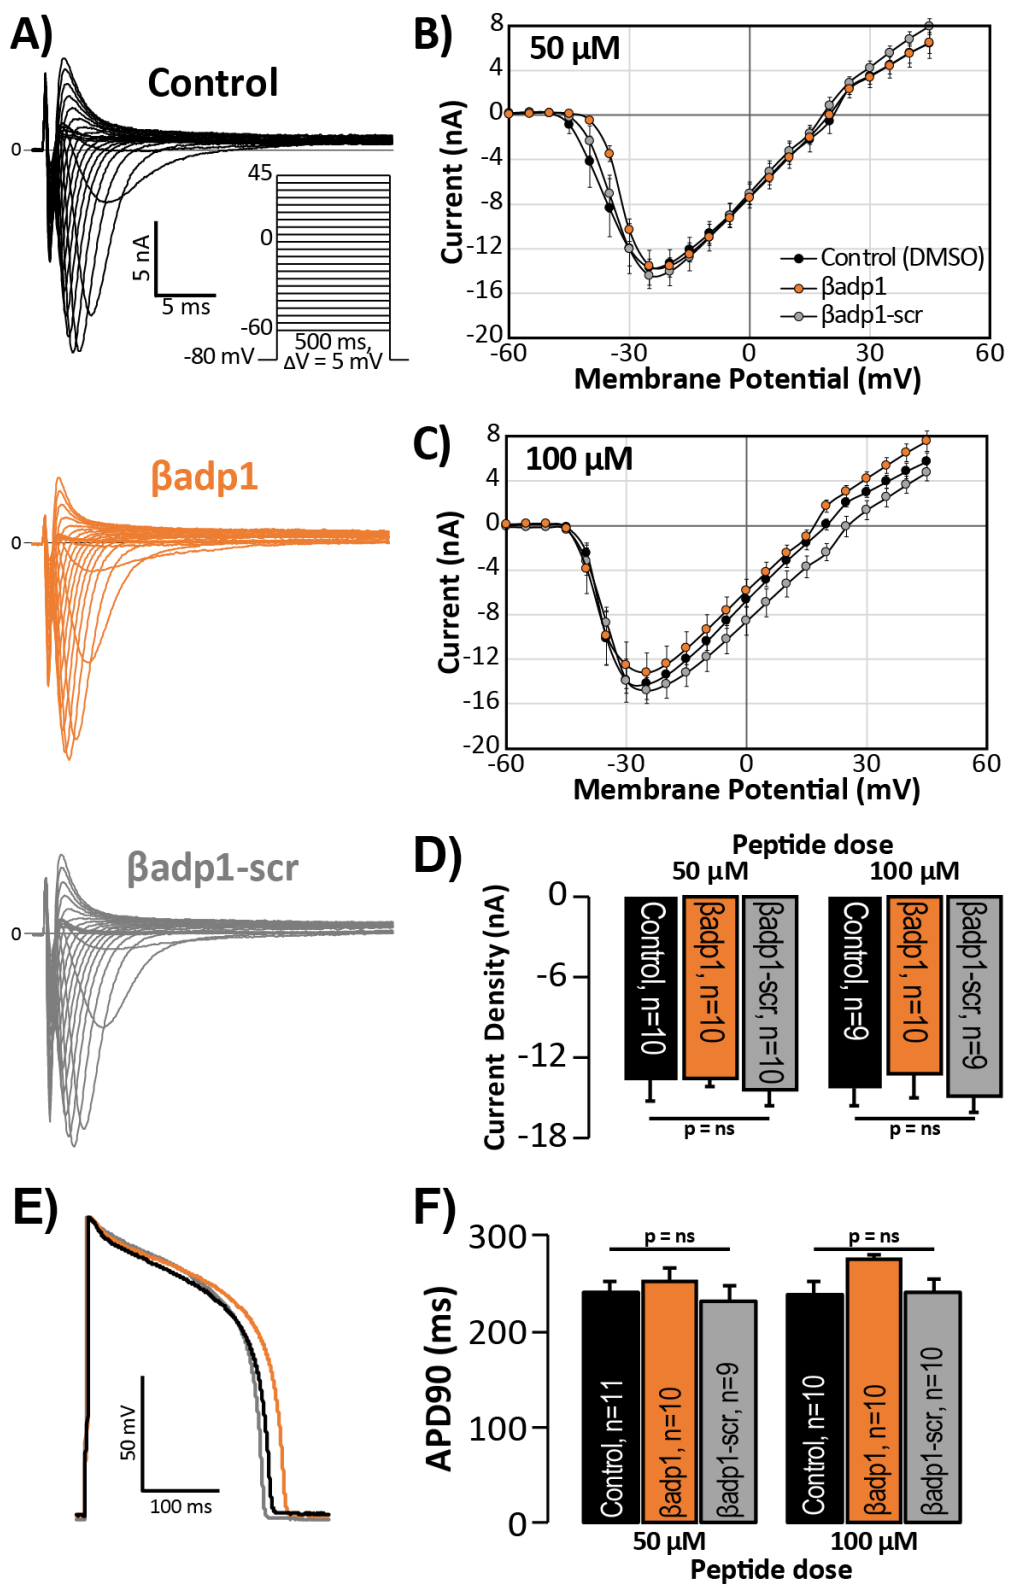 A)
Control
0
5 nA
5 ms
45
0
-60
-80 mV
500 ms,
ΔV = 5 mV
βadp1
0
βadp1-scr
0
B)
50 µM
Current (nA)
8
4
0
-4
-8
-12
-16
-20
-60
-30
0
30
60
Membrane Potential (mV)
Control (DMSO)
βadp1
βadp1-scr
C)
100 µM
Current (nA)
8
4
0
-4
-8
-12
-16
-20
-60
-30
0
30
60
Membrane Potential (mV)
D)
Peptide dose
50 µM
100 µM
Current Density (nA)
0
-6
-12
-18
Control, n=10
βadp1, n=10
βadp1-scr, n=10
Control, n=9
βadp1, n=10
βadp1-scr, n=9
p = ns
p = ns
E)
50 mV
100 ms
F)
APD90 (ms)
300
200
100
0
p = ns
p = ns
Control, n=11
βadp1, n=10
βadp1-scr, n=9
Control, n=10
βadp1, n=10
βadp1-scr, n=10
50 µM
100 µM
Peptide dose